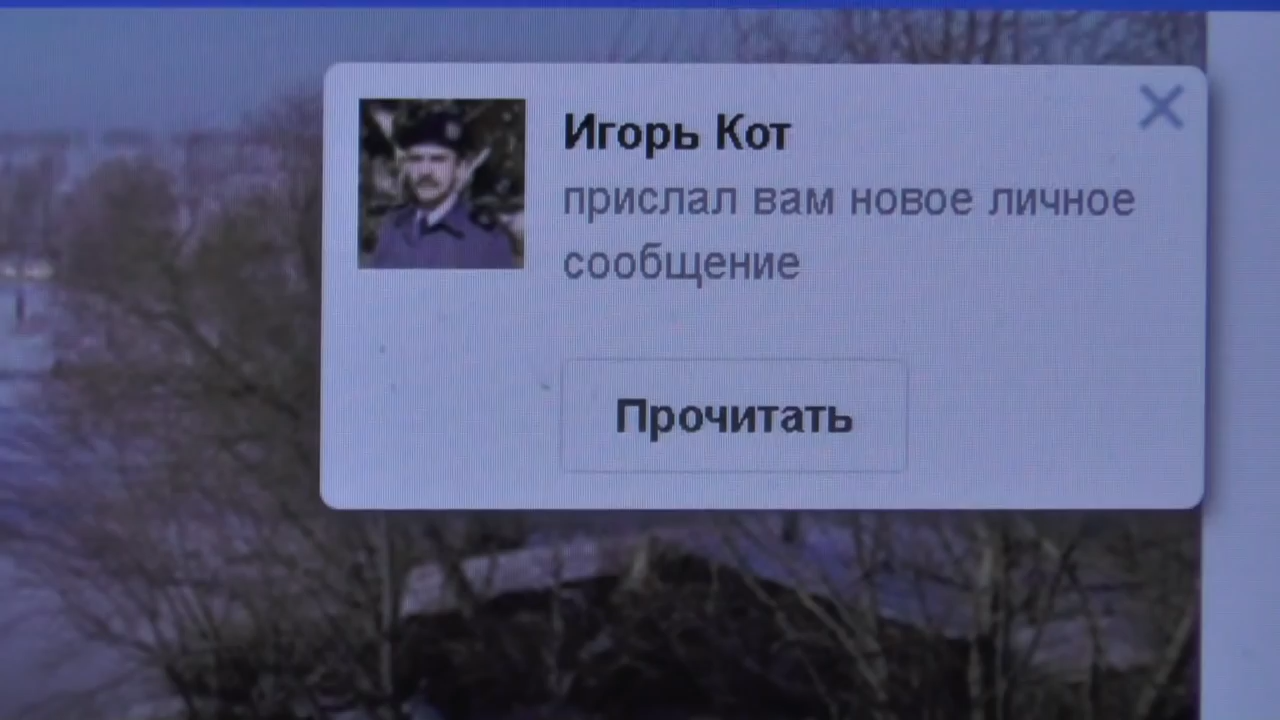 Игорь Кот
прислал вам новое личное
сообщение
Прочитать